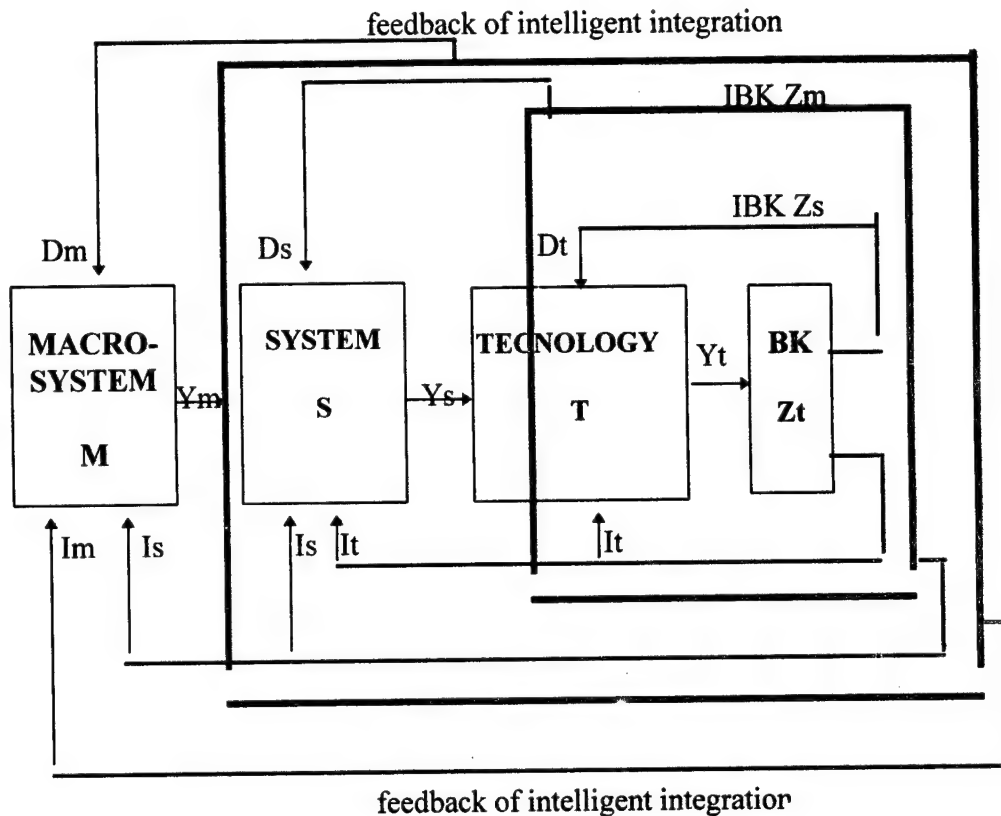 feedback of intelligent integration
IBK Zm
IBK Zs
Dm
Ds
Dt
MACRO-
SYSTEM
M
Ym
SYSTEM
S
Ys
TECNOLOGY
T
Yt
BK
Zt
Im
Is
Is
It
It
feedback of intelligent integration